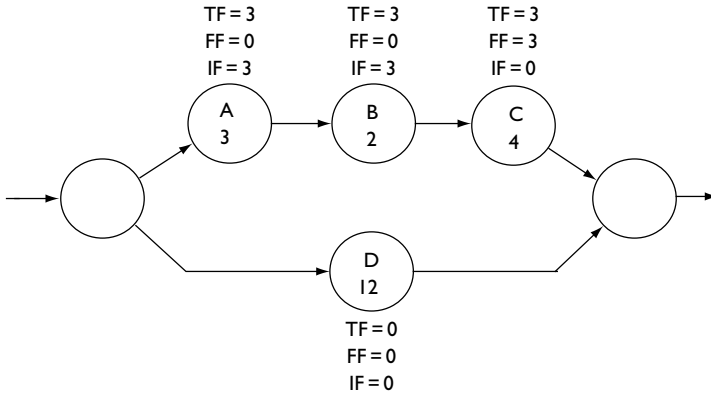 TF = 3
FF = 0
IF = 3
TF = 3
FF = 0
IF = 3
TF = 3
FF = 3
IF = 0
A
3
B
2
C
4
D
12
TF = 0
FF = 0
IF = 0